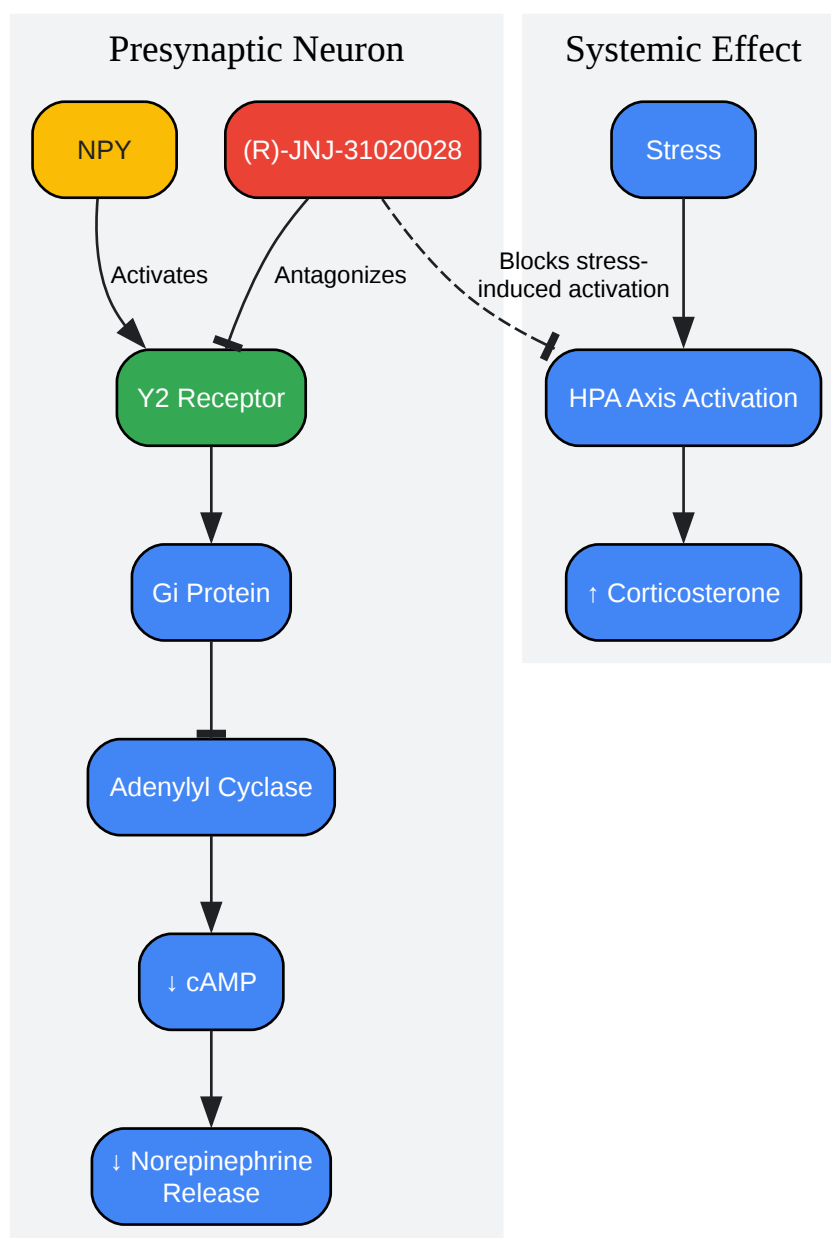 Presynaptic Neuron
Systemic Effect
NPY
(R)-JNJ-31020028
Stress
Activates
Antagonizes
Blocks stress-
induced activation
Y2 Receptor
HPA Axis Activation
Gi Protein
↑ Corticosterone
Adenylyl Cyclase
↓ cAMP
↓ Norepinephrine
Release